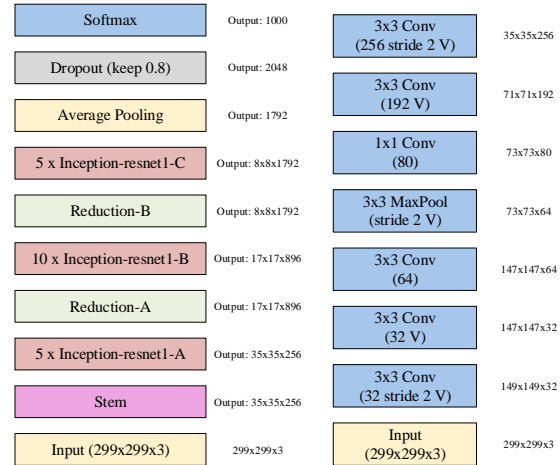 Softmax
Output: 1000
Dropout (keep 0.8)
Output: 2048
Average Pooling
Output: 1792
5 x Inception-resnet1-C
Output: 8x8x1792
Reduction-B
Output: 8x8x1792
10 x Inception-resnet1-B
Output: 17x17x896
Reduction-A
Output: 17x17x896
5 x Inception-resnet1-A
Output: 35x35x256
Stem
Output: 35x35x256
Input (299x299x3)
299x299x3
3x3 Conv
(256 stride 2 V)
35x35x256
3x3 Conv
(192 V)
71x71x192
1x1 Conv
(80)
73x73x80
3x3 MaxPool
(stride 2 V)
73x73x64
3x3 Conv
(64)
147x147x64
3x3 Conv
(32 V)
147x147x32
3x3 Conv
(32 stride 2 V)
149x149x32
Input
(299x299x3)
299x299x3